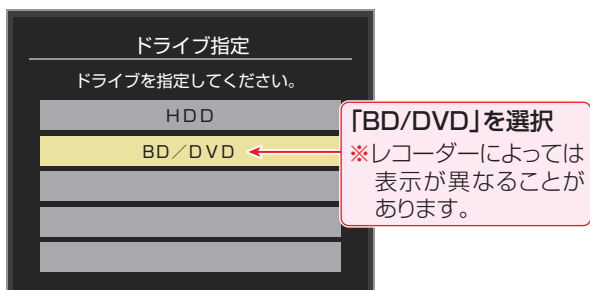 ドライブ指定
ドライブを指定してください。
HDD
BD／DVD
「BD/DVD」を選択
※レコーダーによっては
表示が異なることが
あります。